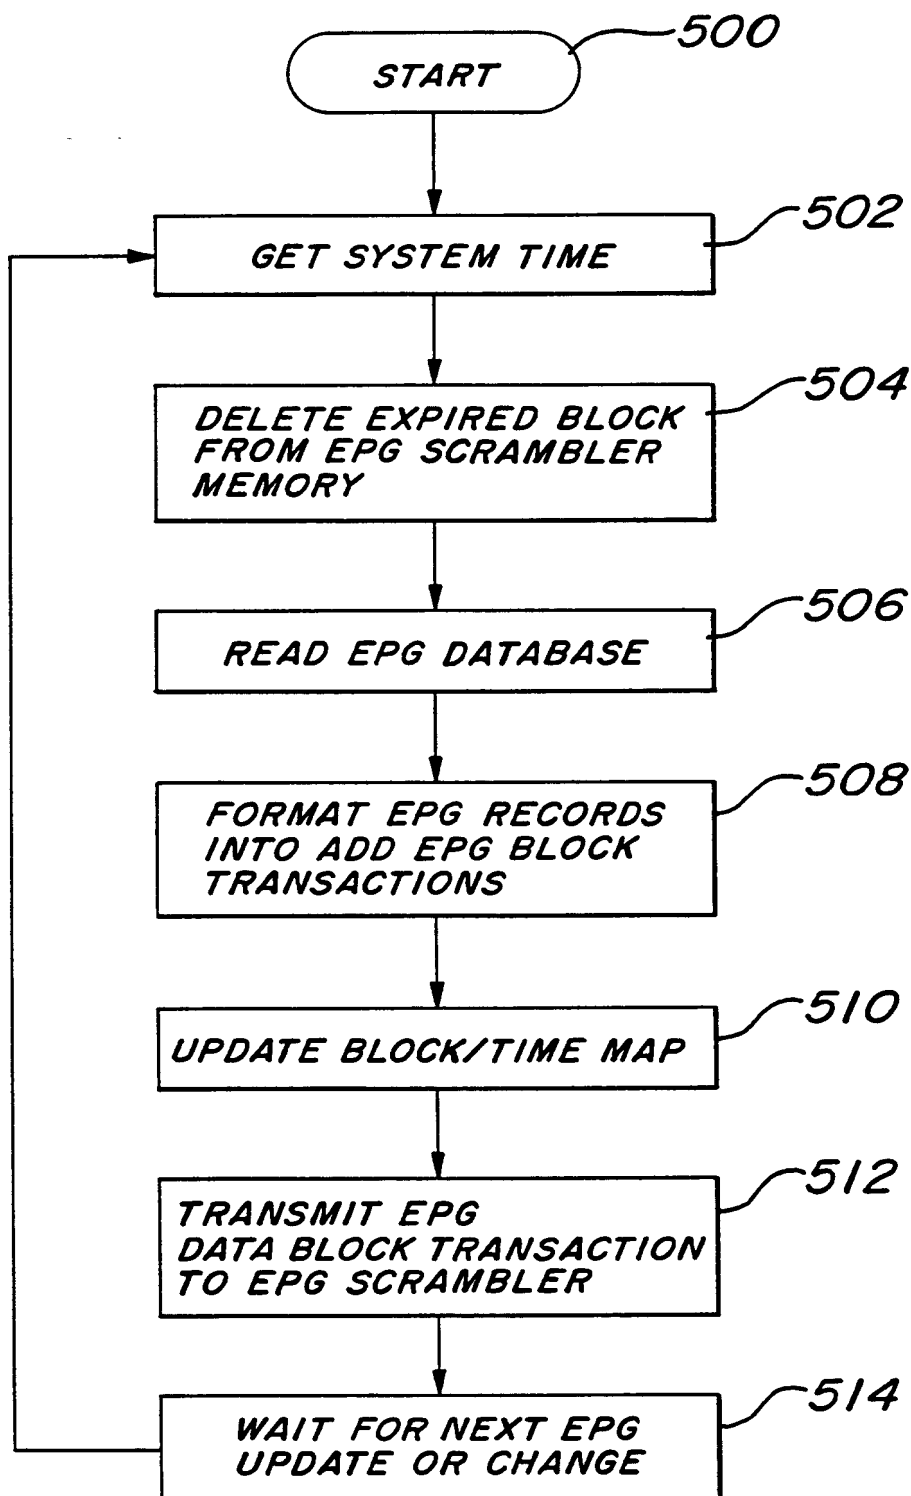 500
START
502
GET SYSTEM TIME
504
DELETE EXPIRED BLOCK
FROM EPG SCRAMBLER
MEMORY
506
READ EPG DATABASE
508
FORMAT EPG RECORDS
INTO ADD EPG BLOCK
TRANSACTIONS
510
UPDATE BLOCK/TIME MAP
512
TRANSMIT EPG
DATA BLOCK TRANSACTION
TO EPG SCRAMBLER
514
WAIT FOR NEXT EPG
UPDATE OR CHANGE